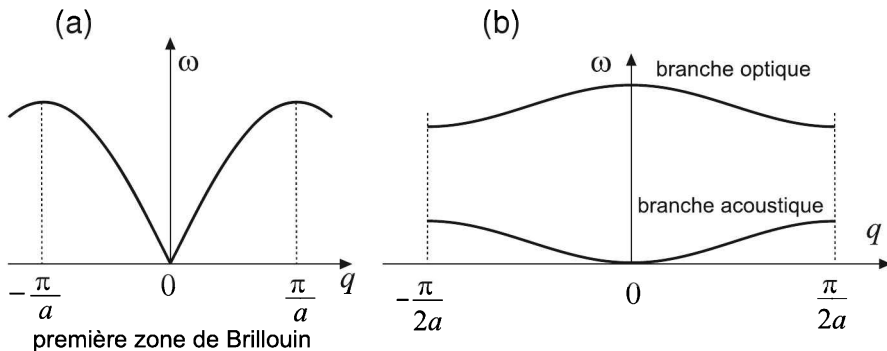 (a)
ω
−π/a
0
π/a
q
première zone de Brillouin
(b)
ω
branche optique
branche acoustique
q
−π/2a
0
π/2a